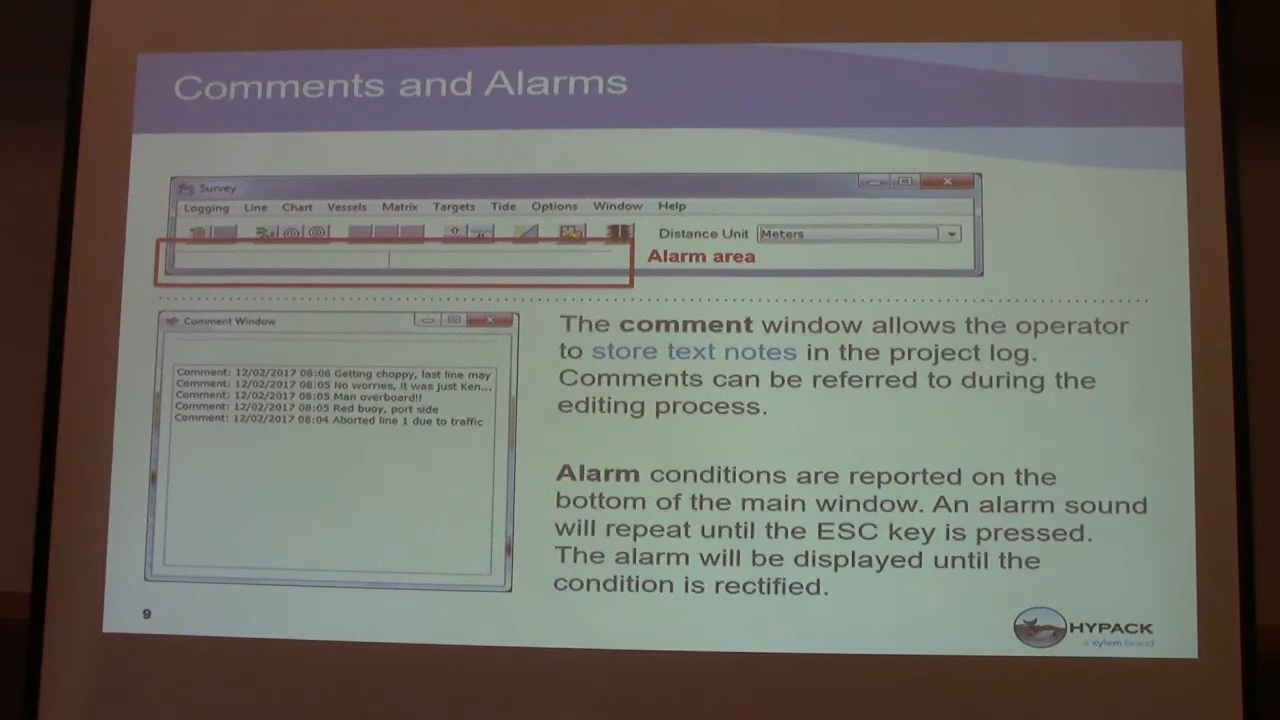 Comments and Alarms
Survey
Logging Line Chart Vessels Matrix Targets Tide Options Window Help
Distance Unit Meters
Alarm area
Comment Window
Comment: 12/02/2017 08:06 Getting choppy, last line may
Comment: 12/02/2017 08:05 No worries, it was just Ken...
Comment: 12/02/2017 08:05 Man overboard!!
Comment: 12/02/2017 08:05 Red buoy, port side
Comment: 12/02/2017 08:04 Aborted line 1 due to traffic
The comment window allows the operator
to store text notes in the project log.
Comments can be referred to during the
editing process.
Alarm conditions are reported on the
bottom of the main window. An alarm sound
will repeat until the ESC key is pressed.
The alarm will be displayed until the
condition is rectified.
9
HYPACK
a xylem brand